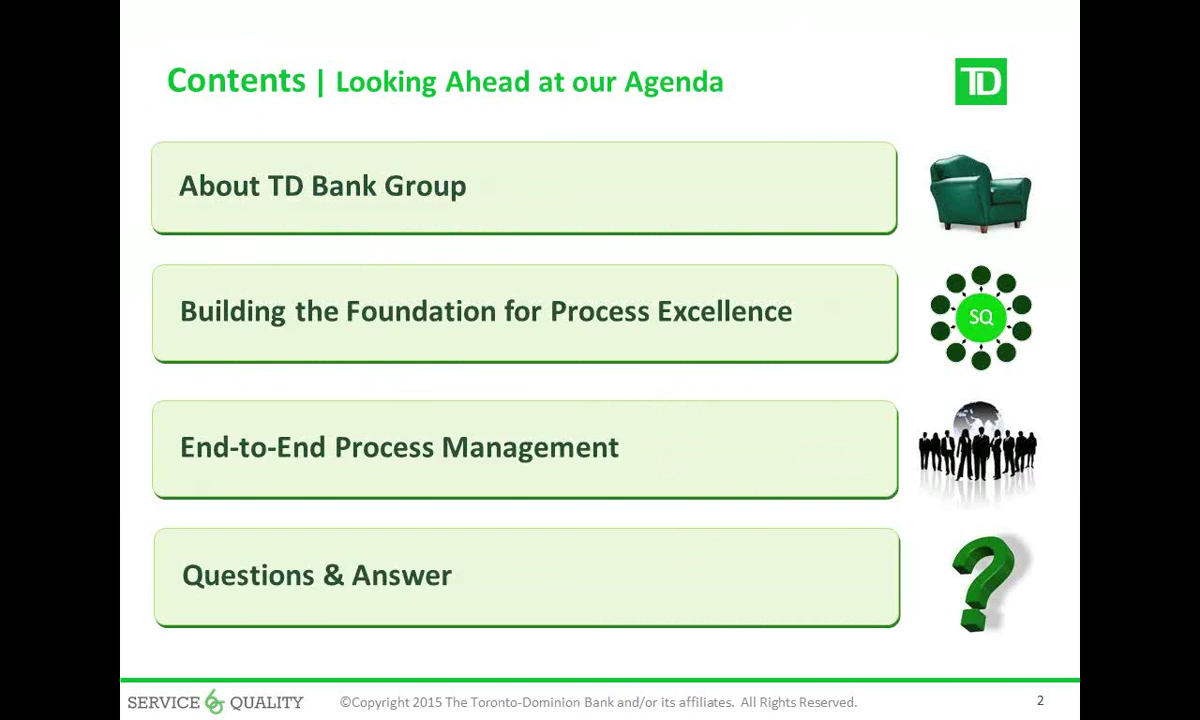 Contents | Looking Ahead at our Agenda
TD
About TD Bank Group
Building the Foundation for Process Excellence
SQ
End-to-End Process Management
Questions & Answer
?
SERVICE QUALITY
©Copyright 2015 The Toronto-Dominion Bank and/or its affiliates. All Rights Reserved.
2